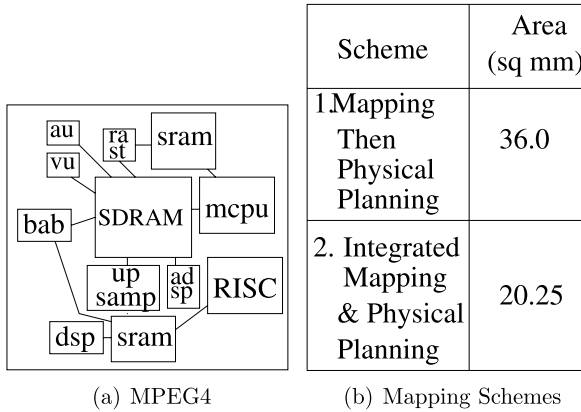 au
ra
st
sram
vu
SDRAM
mcpu
bab
up
samp
ad
sp
RISC
dsp
sram
(a) MPEG4
Scheme
Area
(sq mm)
1.Mapping
Then
Physical
Planning
36.0
2. Integrated
Mapping
& Physical
Planning
20.25
(b) Mapping Schemes